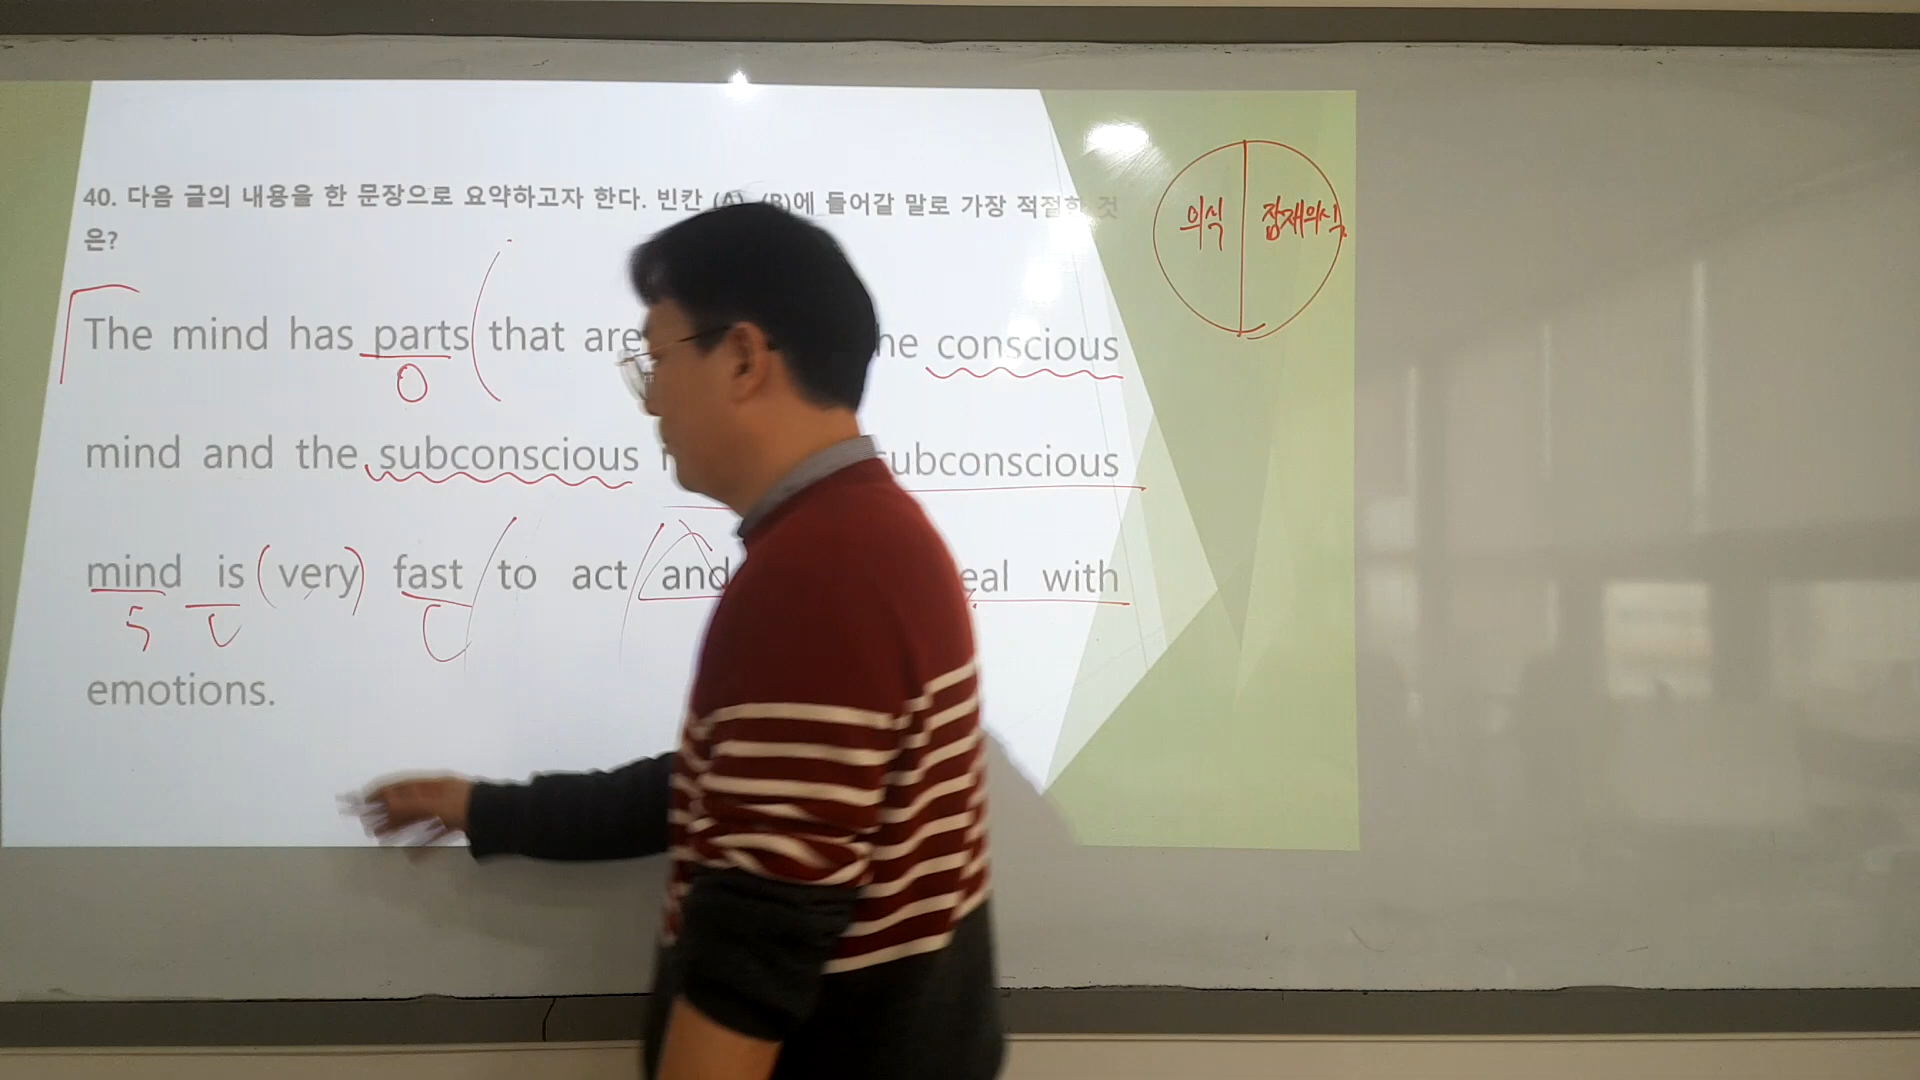 40. 다음 글의 내용을 한 문장으로 요약하고자 한다. 빈칸 (A), (B)에 들어갈 말로 가장 적절한 것
은?
The mind has parts that are he conscious
mind and the subconscious ubconscious
mind is very fast to act and eal with
emotions.
O
S V C
의식 잠재의식